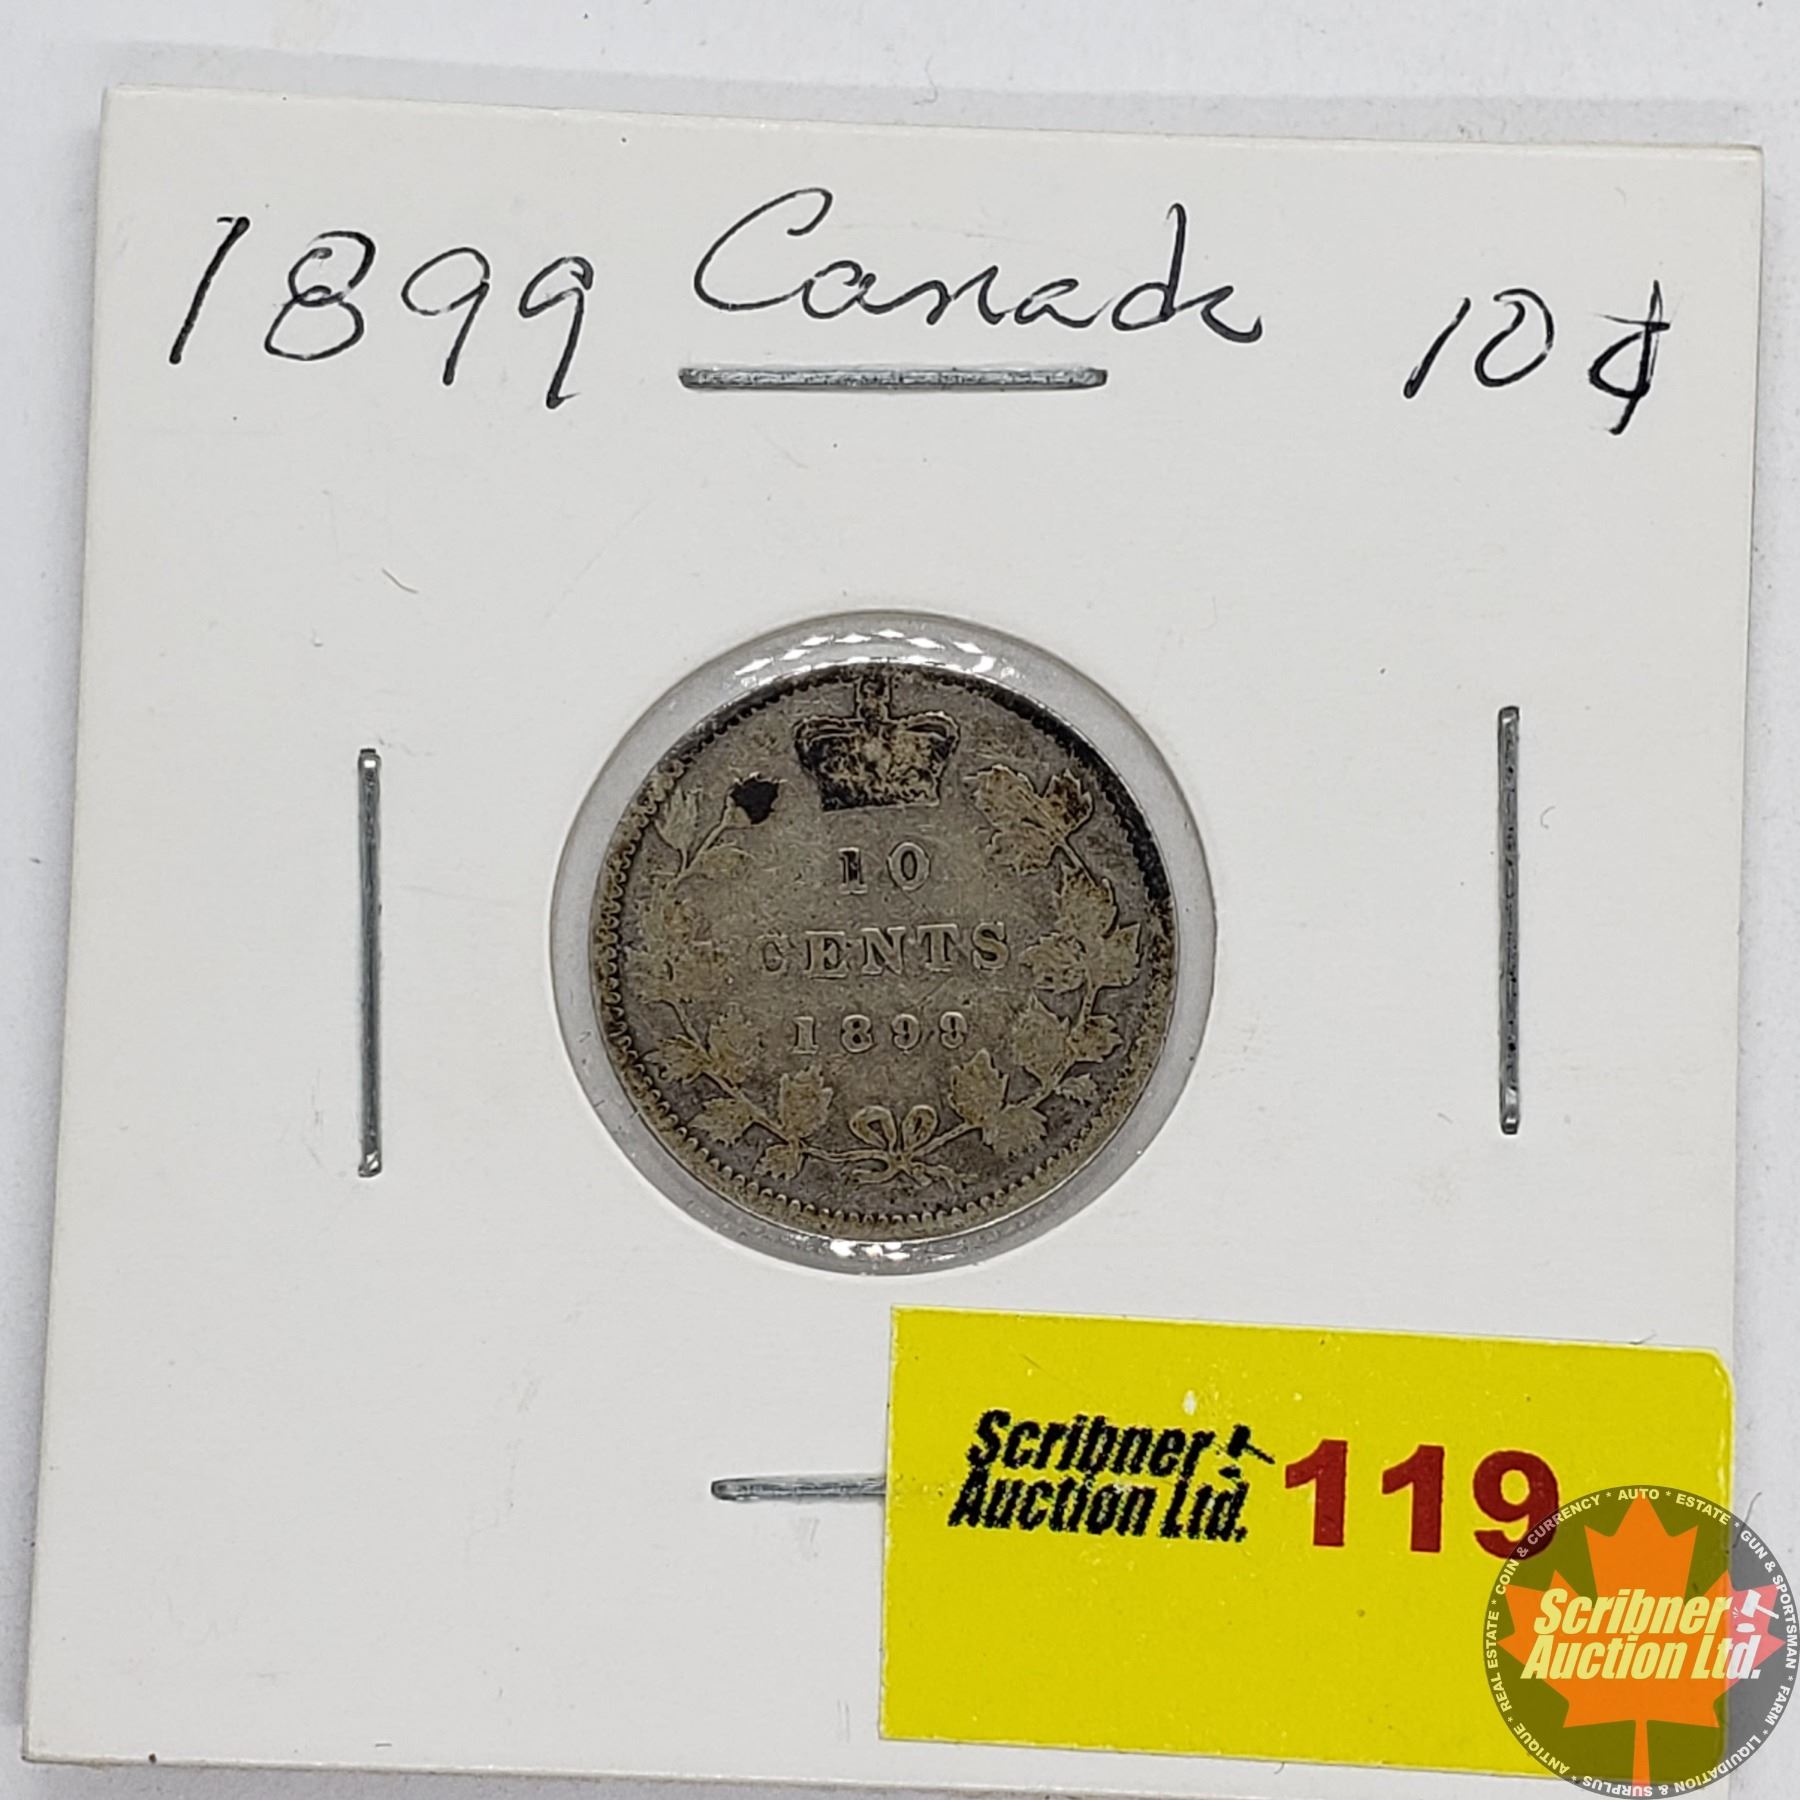 1899 Canada 10¢
10
CENTS
1899
Scribner
Auction Ltd.
119
COIN & CURRENCY * AUTO * ESTATE * GUN & SPORTSMAN * FARM * LIQUIDATION & SURPLUS * ANTIQUE * REAL ESTATE *
Scribner
Auction Ltd.